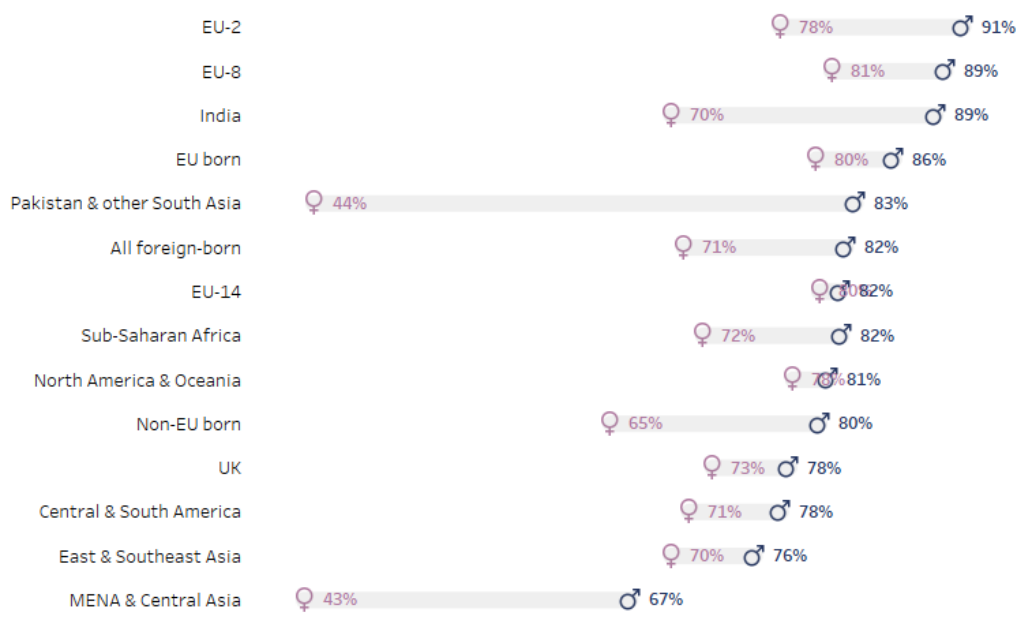 EU-2 78% 91%
EU-8 81% 89%
India 70% 89%
EU born 80% 86%
Pakistan & other South Asia 44% 83%
All foreign-born 71% 82%
EU-14 80% 82%
Sub-Saharan Africa 72% 82%
North America & Oceania 78% 81%
Non-EU born 65% 80%
UK 73% 78%
Central & South America 71% 78%
East & Southeast Asia 70% 76%
MENA & Central Asia 43% 67%